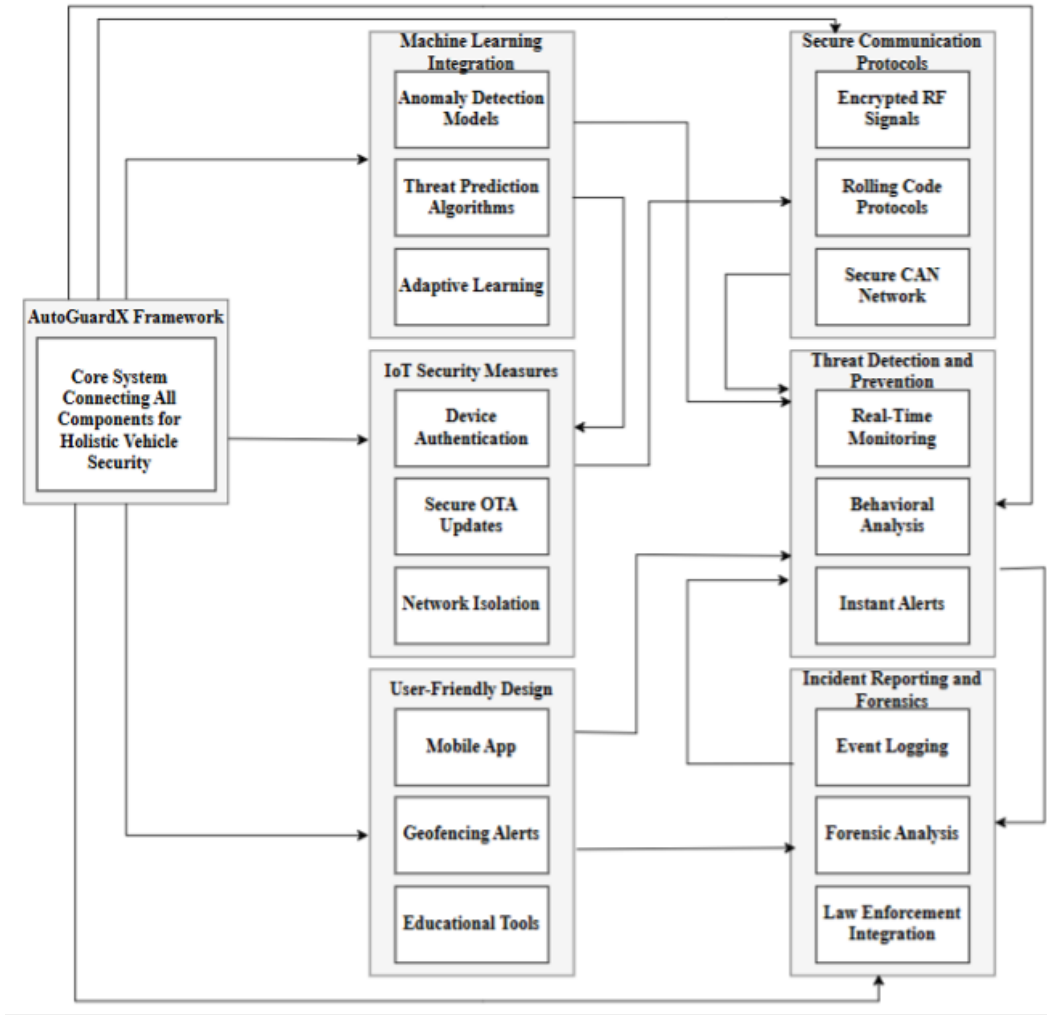 AutoGuardX Framework
Core System
Connecting All
Components for
Holistic Vehicle
Security
Machine Learning
Integration
Anomaly Detection
Models
Threat Prediction
Algorithms
Adaptive Learning
IoT Security Measures
Device
Authentication
Secure OTA
Updates
Network Isolation
User-Friendly Design
Mobile App
Geofencing Alerts
Educational Tools
Secure Communication
Protocols
Encrypted RF
Signals
Rolling Code
Protocols
Secure CAN
Network
Threat Detection and
Prevention
Real-Time
Monitoring
Behavioral
Analysis
Instant Alerts
Incident Reporting and
Forensics
Event Logging
Forensic Analysis
Law Enforcement
Integration